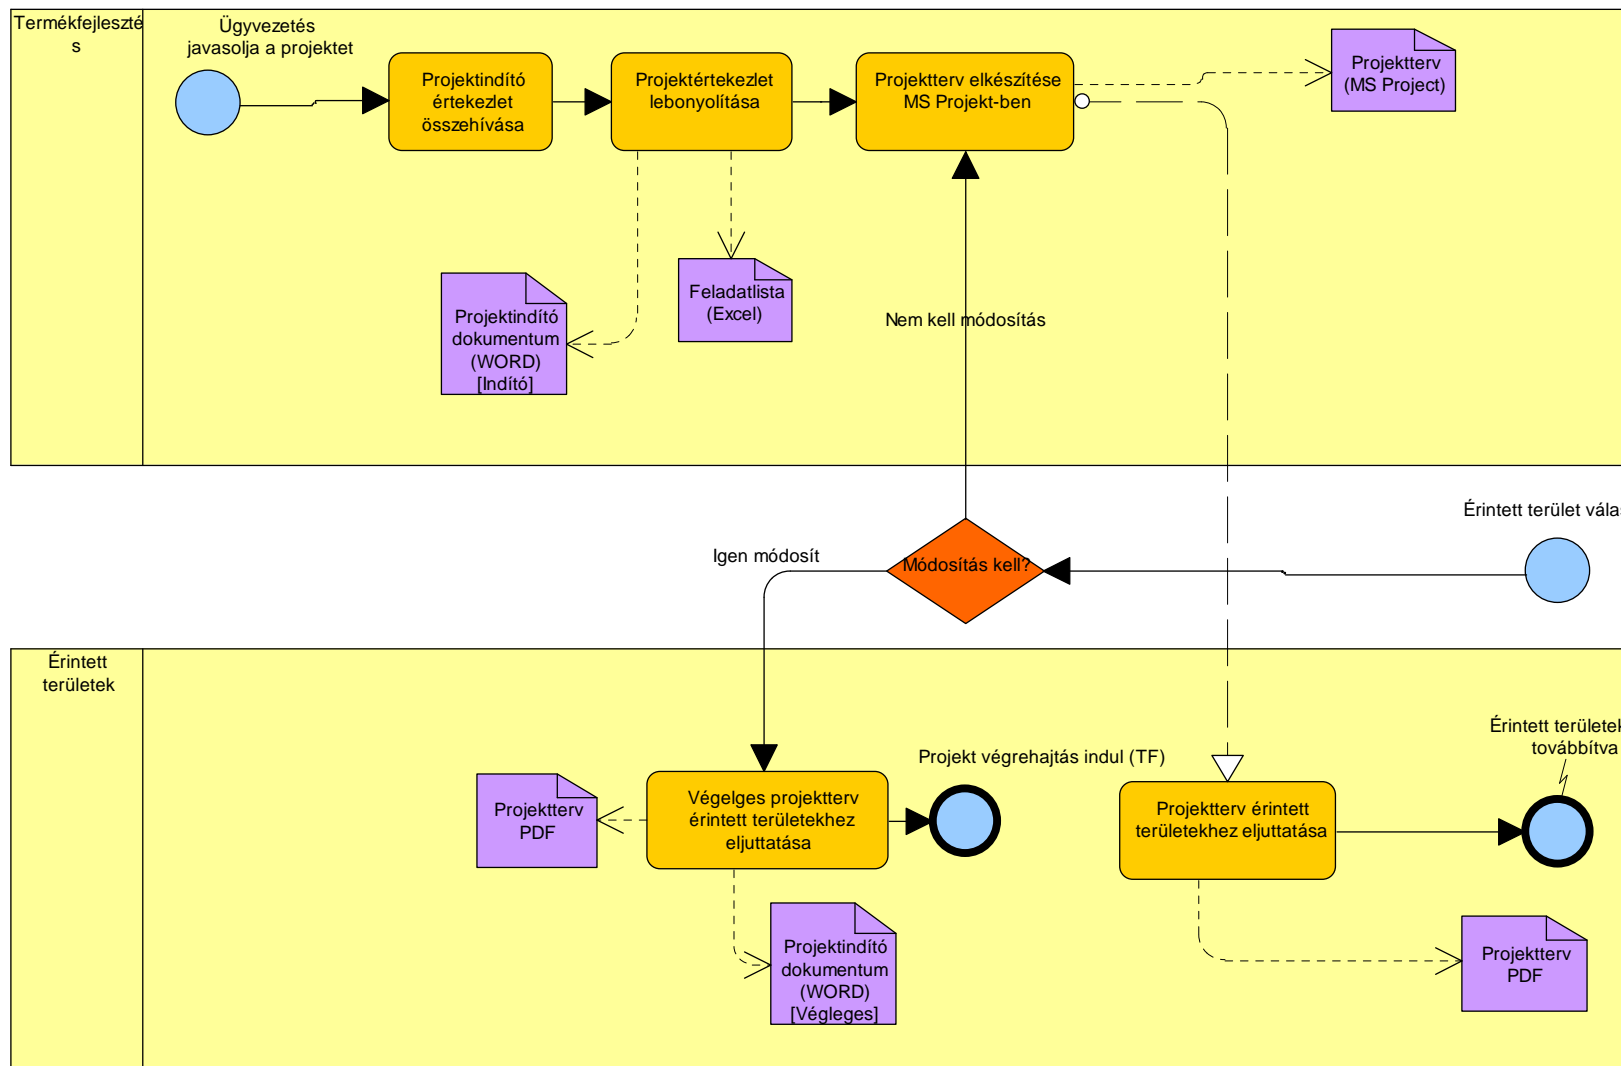 Termékfejleszté
s
Ügyvezetés
javasolja a projektet
Projektindító
értekezlet
összehívása
Projektértekezlet
lebonyolítása
Projektterv elkészítése
MS Projekt-ben
Projektterv
(MS Project)
Projektindító
dokumentum
(WORD)
[Indító]
Feladatlista
(Excel)
Nem kell módosítás
Érintett terület vála
Igen módosít
Módosítás kell?
Érintett
területek
Projektterv
PDF
Végelges projektterv
érintett területekhez
eljuttatása
Projekt végrehajtás indul (TF)
Projektterv érintett
területekhez eljuttatása
Érintett területek
továbbítva
Projektindító
dokumentum
(WORD)
[Végleges]
Projektterv
PDF